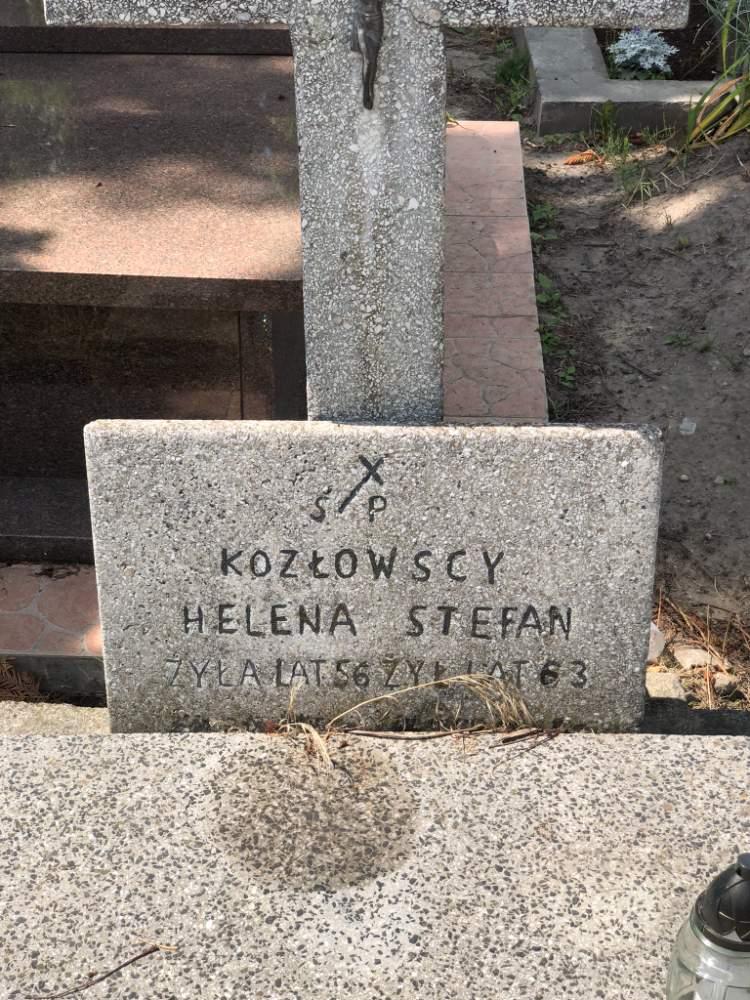 Ś P
KOZŁOWSCY
HELENA STEFAN
ŻYŁA LAT 56 ŻYŁ LAT 63